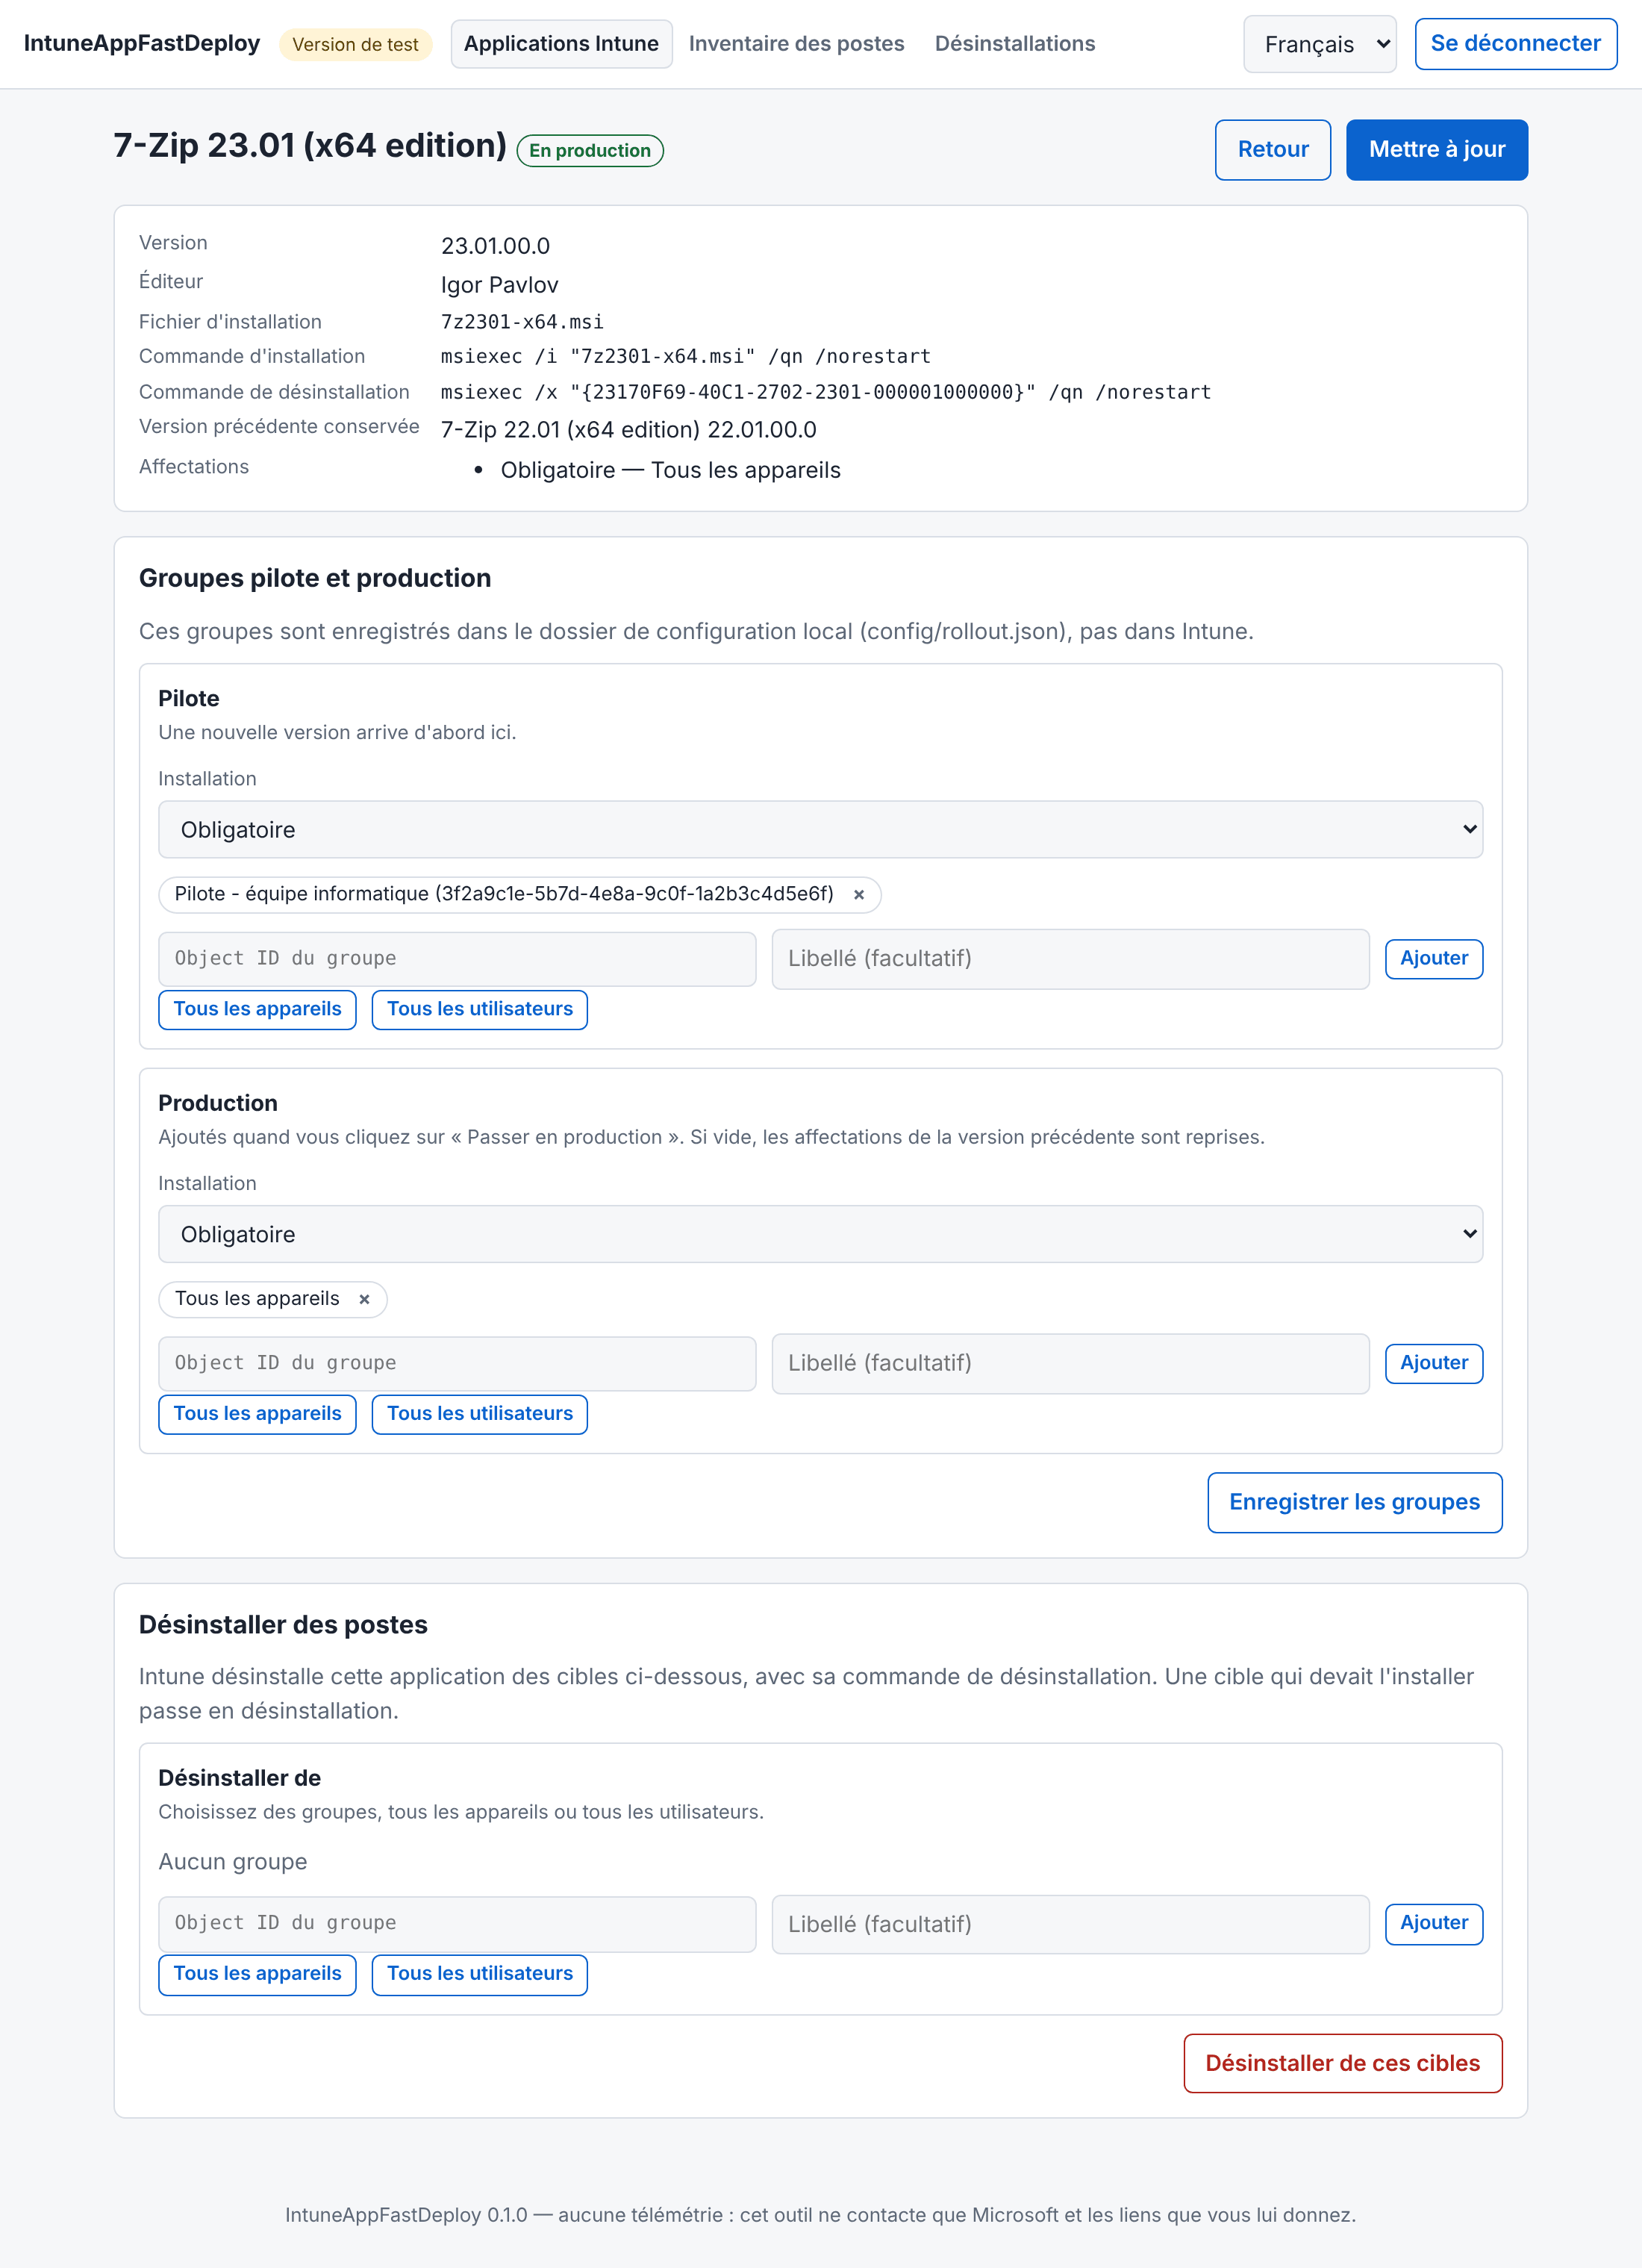 IntuneAppFastDeploy Version de test Applications Intune Inventaire des postes Désinstallations Français Se déconnecter
7-Zip 23.01 (x64 edition) En production Retour Mettre à jour
Version 23.01.00.0
Éditeur Igor Pavlov
Fichier d'installation 7z2301-x64.msi
Commande d'installation msiexec /i "7z2301-x64.msi" /qn /norestart
Commande de désinstallation msiexec /x "{23170F69-40C1-2702-2301-000001000000}" /qn /norestart
Version précédente conservée 7-Zip 22.01 (x64 edition) 22.01.00.0
Affectations • Obligatoire — Tous les appareils
Groupes pilote et production
Ces groupes sont enregistrés dans le dossier de configuration local (config/rollout.json), pas dans Intune.
Pilote
Une nouvelle version arrive d'abord ici.
Installation
Obligatoire
Pilote - équipe informatique (3f2a9c1e-5b7d-4e8a-9c0f-1a2b3c4d5e6f) ×
Object ID du groupe Libellé (facultatif) Ajouter
Tous les appareils Tous les utilisateurs
Production
Ajoutés quand vous cliquez sur « Passer en production ». Si vide, les affectations de la version précédente sont reprises.
Installation
Obligatoire
Tous les appareils ×
Object ID du groupe Libellé (facultatif) Ajouter
Tous les appareils Tous les utilisateurs
Enregistrer les groupes
Désinstaller des postes
Intune désinstalle cette application des cibles ci-dessous, avec sa commande de désinstallation. Une cible qui devait l'installer
passe en désinstallation.
Désinstaller de
Choisissez des groupes, tous les appareils ou tous les utilisateurs.
Aucun groupe
Object ID du groupe Libellé (facultatif) Ajouter
Tous les appareils Tous les utilisateurs
Désinstaller de ces cibles
IntuneAppFastDeploy 0.1.0 — aucune télémétrie : cet outil ne contacte que Microsoft et les liens que vous lui donnez.